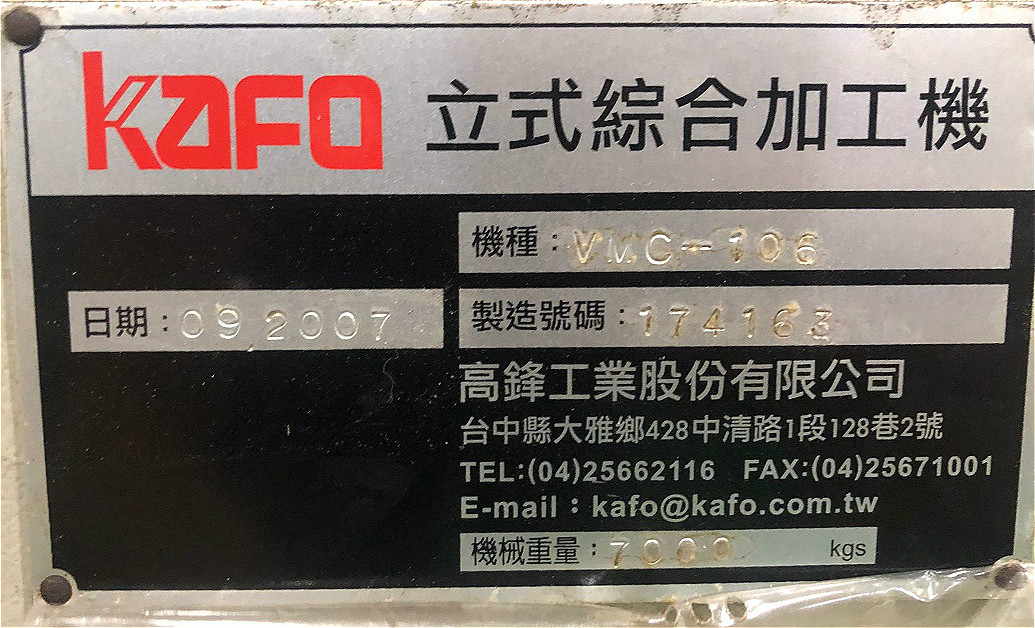 KAFO 立式綜合加工機
機種：VMC-106
日期：09 2007
製造號碼：174163
高鋒工業股份有限公司
台中縣大雅鄉428中清路1段128巷2號
TEL:(04)25662116 FAX:(04)25671001
E-mail：kafo@kafo.com.tw
機械重量：7000 kgs